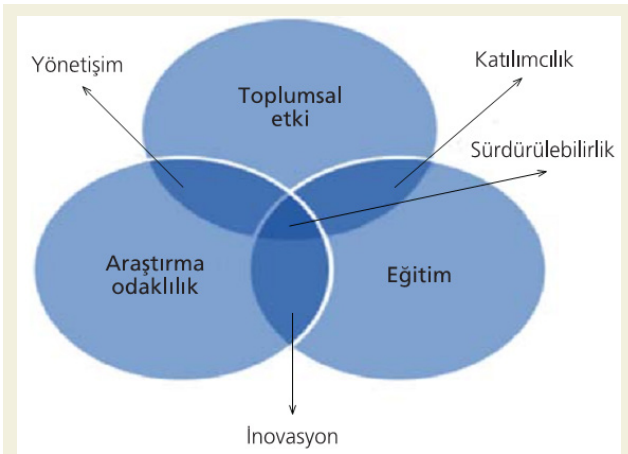 Yönetişim
Katılımcılık
Toplumsal
etki
Sürdürülebilirlik
Araştırma
odaklılık
Eğitim
İnovasyon